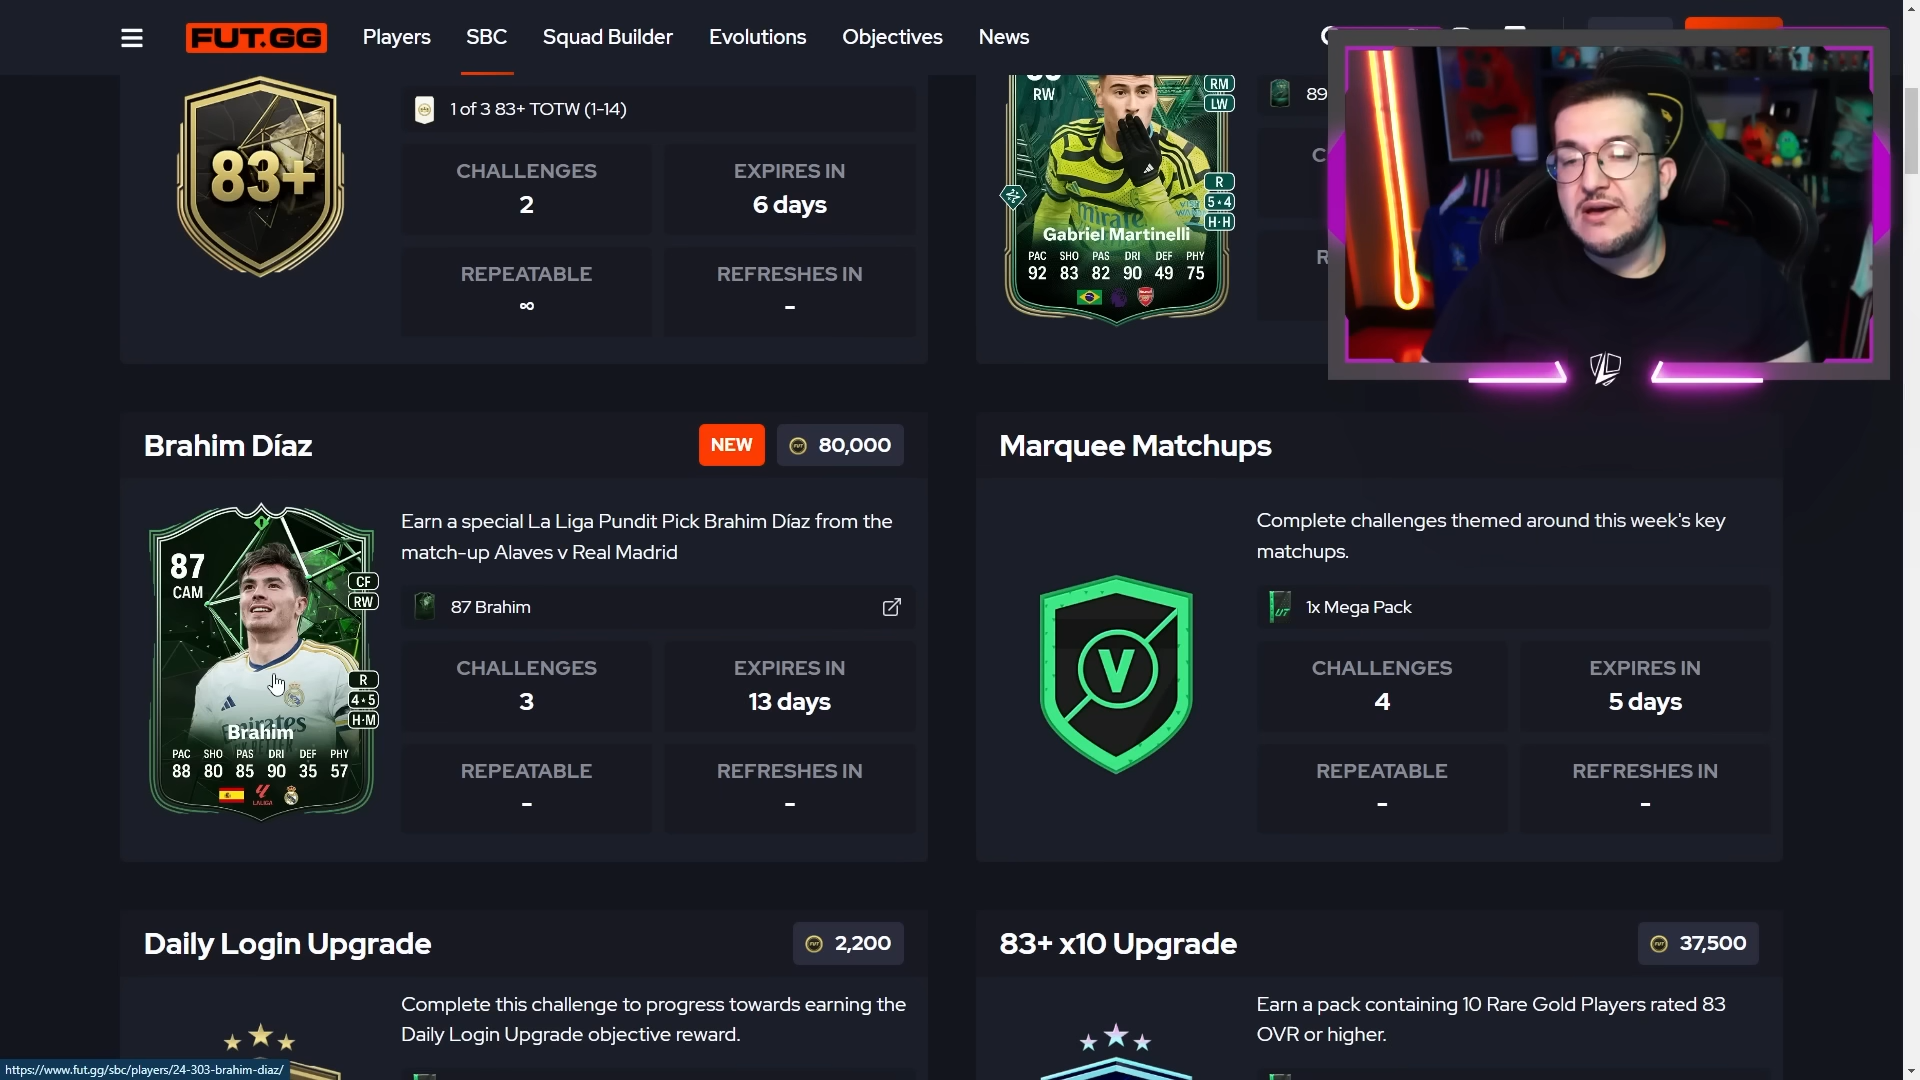 FUT.GG
Players
SBC
Squad Builder
Evolutions
Objectives
News
83+
1 of 3 83+ TOTW (1-14)
CHALLENGES
2
EXPIRES IN
6 days
REPEATABLE
∞
REFRESHES IN
-
RW
RM
LW
R
5★4
H·H
Gabriel Martinelli
PAC SHO PAS DRI DEF PHY
92 83 82 90 49 75
89
C
R
Brahim Díaz
NEW
80,000
87
CAM
CF
RW
R
4★5
H·M
Brahim
PAC SHO PAS DRI DEF PHY
88 80 85 90 35 57
LALIGA
Earn a special La Liga Pundit Pick Brahim Díaz from the
match-up Alaves v Real Madrid
87 Brahim
CHALLENGES
3
EXPIRES IN
13 days
REPEATABLE
-
REFRESHES IN
-
Marquee Matchups
V
Complete challenges themed around this week's key
matchups.
1x Mega Pack
CHALLENGES
4
EXPIRES IN
5 days
REPEATABLE
-
REFRESHES IN
-
Daily Login Upgrade
2,200
Complete this challenge to progress towards earning the
Daily Login Upgrade objective reward.
83+ x10 Upgrade
37,500
Earn a pack containing 10 Rare Gold Players rated 83
OVR or higher.
https://www.fut.gg/sbc/players/24-303-brahim-diaz/